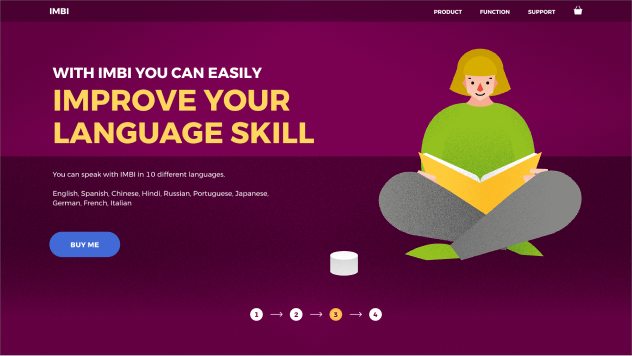 IMBI
PRODUCT FUNCTION SUPPORT
WITH IMBI YOU CAN EASILY
IMPROVE YOUR
LANGUAGE SKILL
You can speak with IMBI in 10 different languages.
English, Spanish, Chinese, Hindi, Russian, Portuguese, Japanese,
German, French, Italian
BUY ME
1 2 3 4